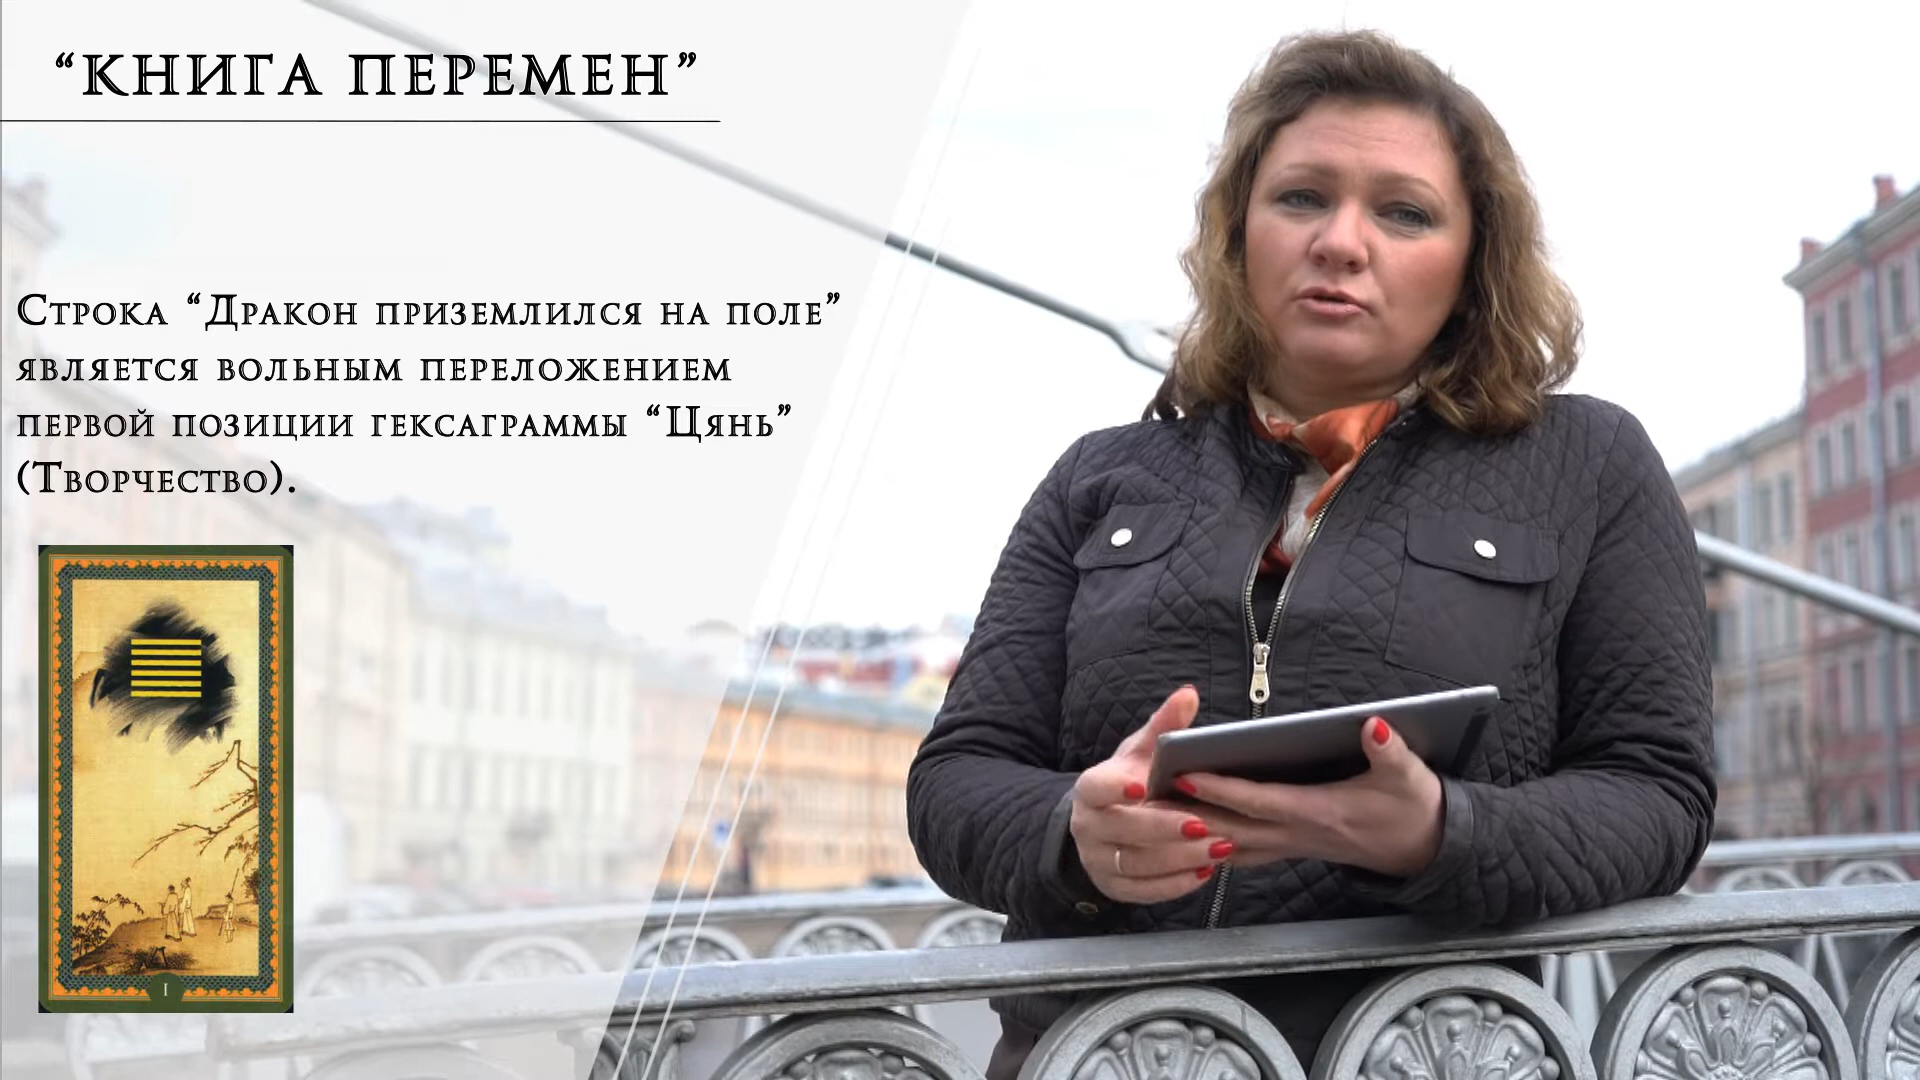 “КНИГА ПЕРЕМЕН”
Строка “Дракон приземлился на поле”
является вольным переложением
первой позиции гексаграммы “Цянь”
(Творчество).
I